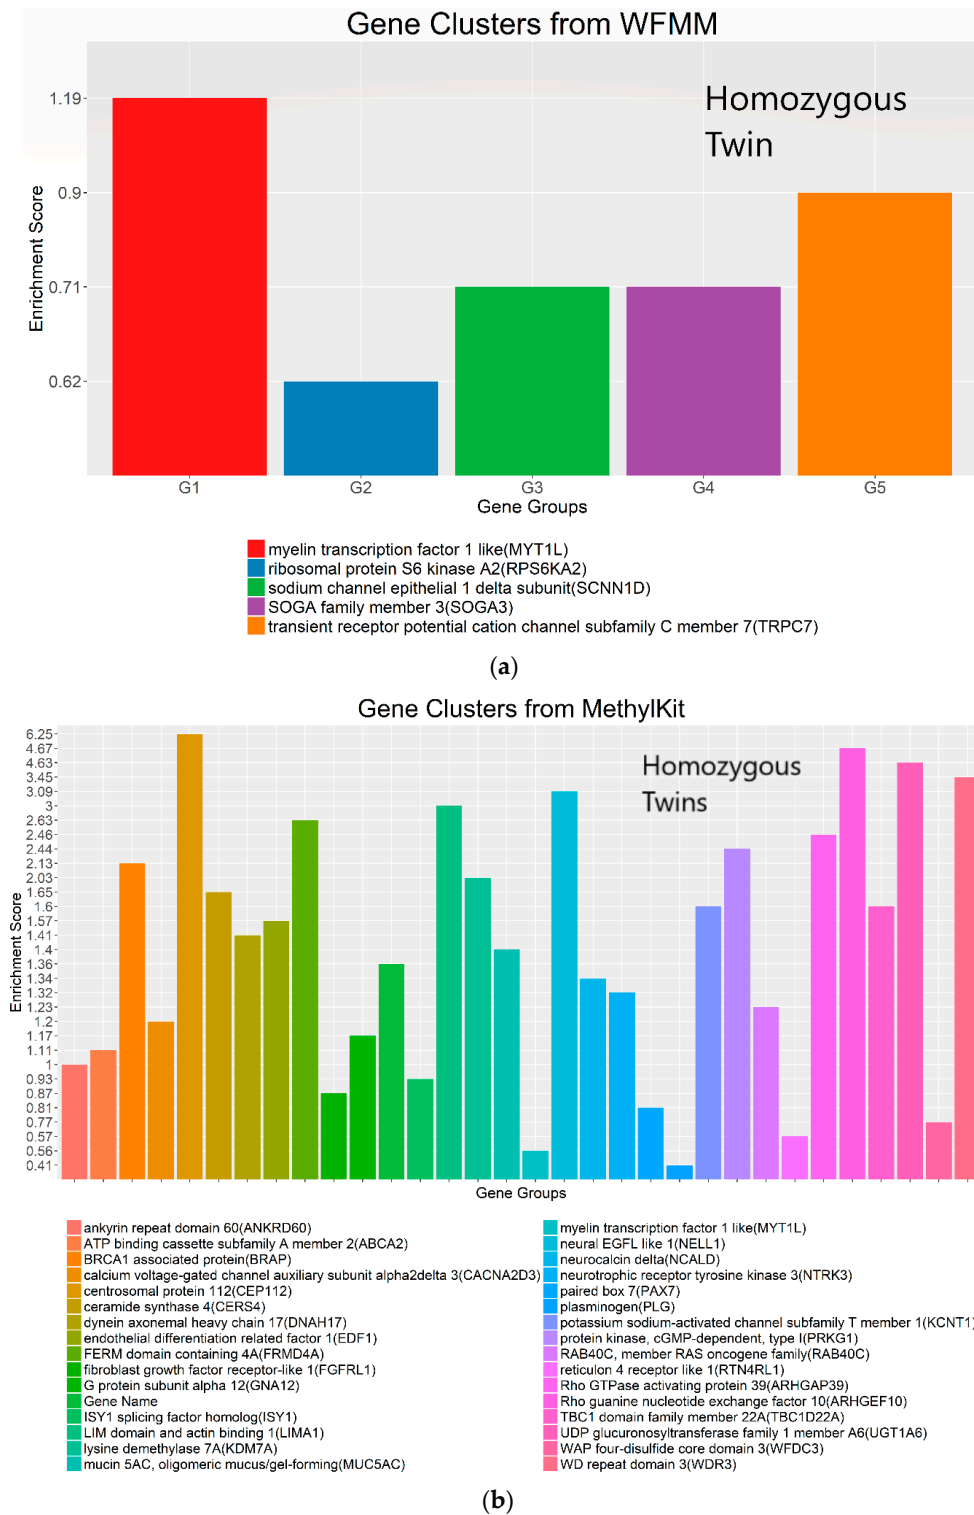 Gene Clusters from WFMM
Homozygous
Twin
1.19
0.9
0.71
0.62
Enrichment Score
G1 G2 G3 G4 G5
Gene Groups
myelin transcription factor 1 like(MYT1L)
ribosomal protein S6 kinase A2(RPS6KA2)
sodium channel epithelial 1 delta subunit(SCNN1D)
SOGA family member 3(SOGA3)
transient receptor potential cation channel subfamily C member 7(TRPC7)
(a)
Gene Clusters from MethylKit
Homozygous
Twins
6.25
4.67
4.63
3.45
3.09
3
2.63
2.46
2.44
2.13
2.03
1.65
1.6
1.57
1.41
1.4
1.36
1.34
1.32
1.23
1.2
1.17
1.11
1
0.93
0.87
0.81
0.77
0.57
0.56
0.41
Enrichment Score
Gene Groups
ankyrin repeat domain 60(ANKRD60)
ATP binding cassette subfamily A member 2(ABCA2)
BRCA1 associated protein(BRAP)
calcium voltage-gated channel auxiliary subunit alpha2delta 3(CACNA2D3)
centrosomal protein 112(CEP112)
ceramide synthase 4(CERS4)
dynein axonemal heavy chain 17(DNAH17)
endothelial differentiation related factor 1(EDF1)
FERM domain containing 4A(FRMD4A)
fibroblast growth factor receptor-like 1(FGFRL1)
G protein subunit alpha 12(GNA12)
Gene Name
ISY1 splicing factor homolog(ISY1)
LIM domain and actin binding 1(LIMA1)
lysine demethylase 7A(KDM7A)
mucin 5AC, oligomeric mucus/gel-forming(MUC5AC)
myelin transcription factor 1 like(MYT1L)
neural EGFL like 1(NELL1)
neurocalcin delta(NCALD)
neurotrophic receptor tyrosine kinase 3(NTRK3)
paired box 7(PAX7)
plasminogen(PLG)
potassium sodium-activated channel subfamily T member 1(KCNT1)
protein kinase, cGMP-dependent, type I(PRKG1)
RAB40C, member RAS oncogene family(RAB40C)
reticulon 4 receptor like 1(RTN4RL1)
Rho GTPase activating protein 39(ARHGAP39)
Rho guanine nucleotide exchange factor 10(ARHGEF10)
TBC1 domain family member 22A(TBC1D22A)
UDP glucuronosyltransferase family 1 member A6(UGT1A6)
WAP four-disulfide core domain 3(WFDC3)
WD repeat domain 3(WDR3)
(b)